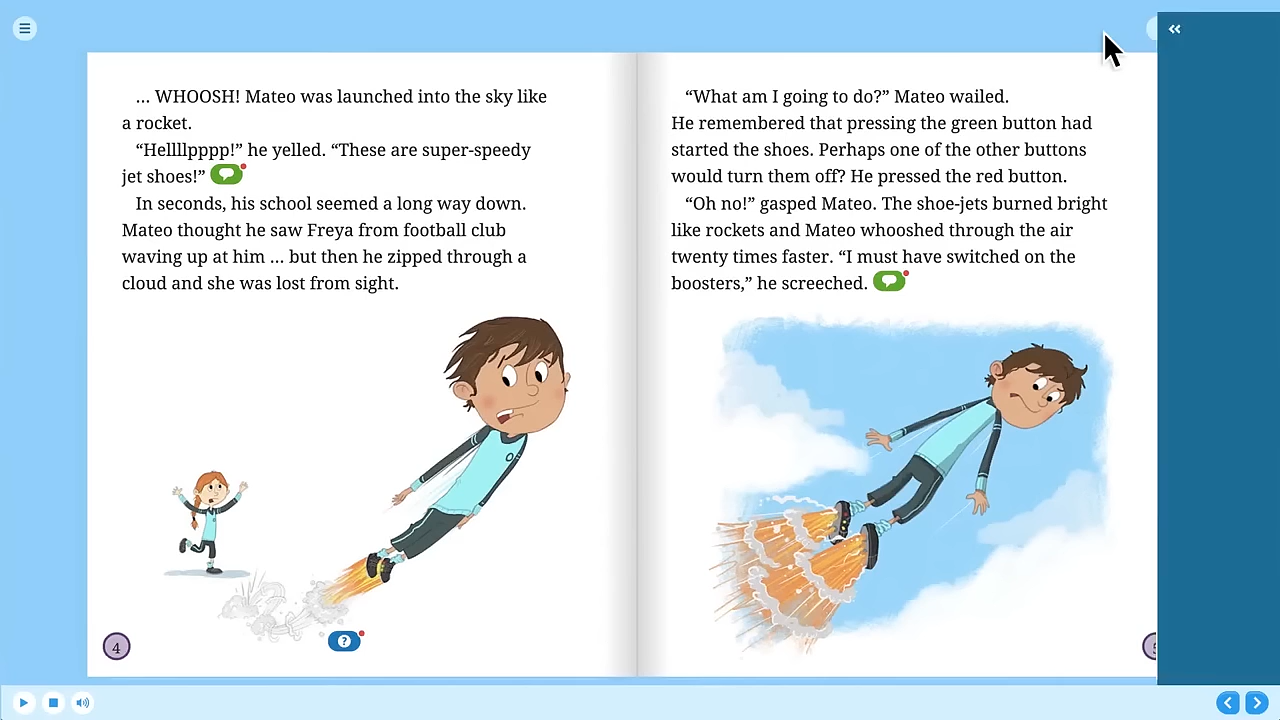 ... WHOOSH! Mateo was launched into the sky like
a rocket.
“Hellllpppp!” he yelled. “These are super-speedy
jet shoes!”
In seconds, his school seemed a long way down.
Mateo thought he saw Freya from football club
waving up at him ... but then he zipped through a
cloud and she was lost from sight.
4
“What am I going to do?” Mateo wailed.
He remembered that pressing the green button had
started the shoes. Perhaps one of the other buttons
would turn them off? He pressed the red button.
“Oh no!” gasped Mateo. The shoe-jets burned bright
like rockets and Mateo whooshed through the air
twenty times faster. “I must have switched on the
boosters,” he screeched.